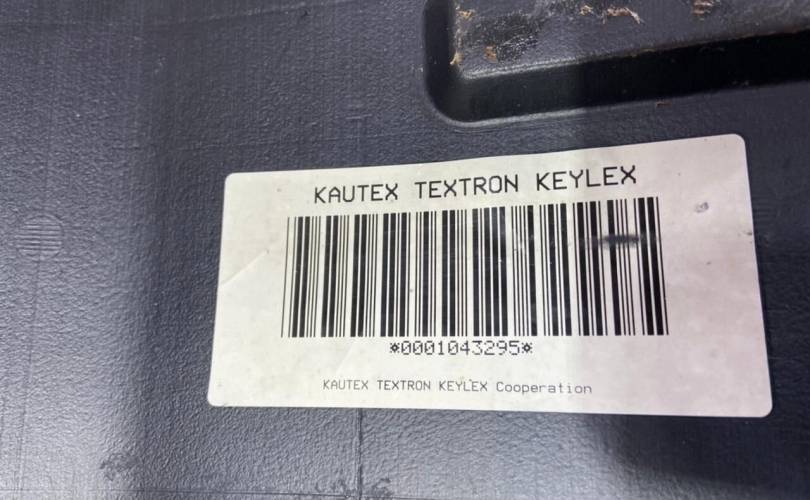 KAUTEX TEXTRON KEYLEX
*0001043295*
KAUTEX TEXTRON KEYLEX Cooperation